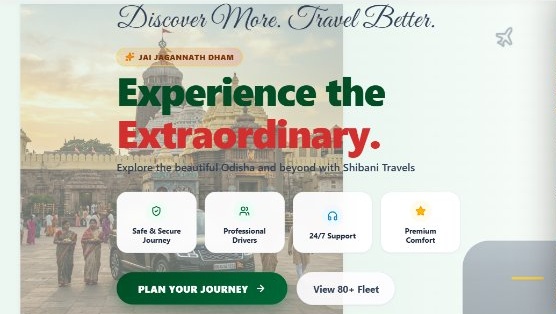 Discover More. Travel Better.
JAI JAGANNATH DHAM
Experience the
Extraordinary.
Explore the beautiful Odisha and beyond with Shibani Travels
Safe & Secure
Journey
Professional
Drivers
24/7 Support
Premium
Comfort
PLAN YOUR JOURNEY →
View 80+ Fleet